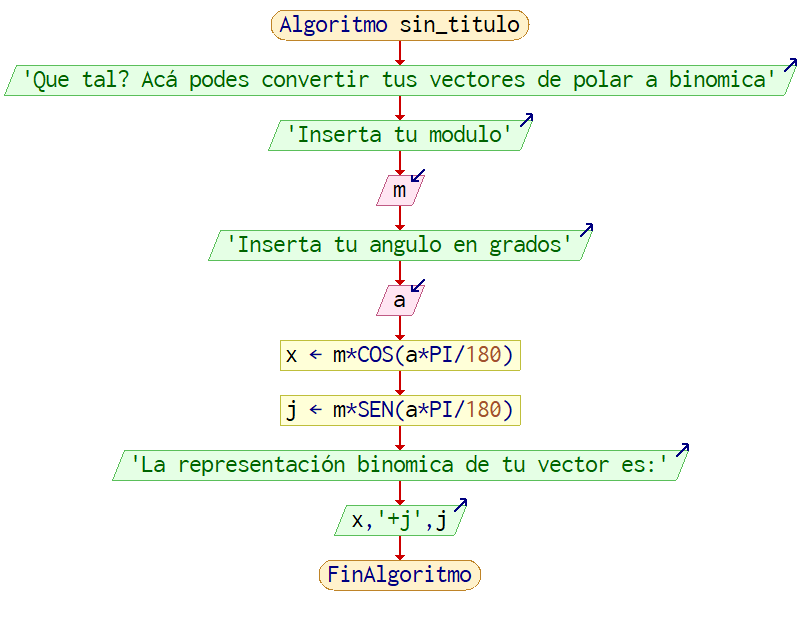 Algoritmo sin_titulo
'Que tal? Acá podes convertir tus vectores de polar a binomica'
'Inserta tu modulo'
m
'Inserta tu angulo en grados'
a
x ← m*COS(a*PI/180)
j ← m*SEN(a*PI/180)
'La representación binomica de tu vector es:'
x,'+j',j
FinAlgoritmo